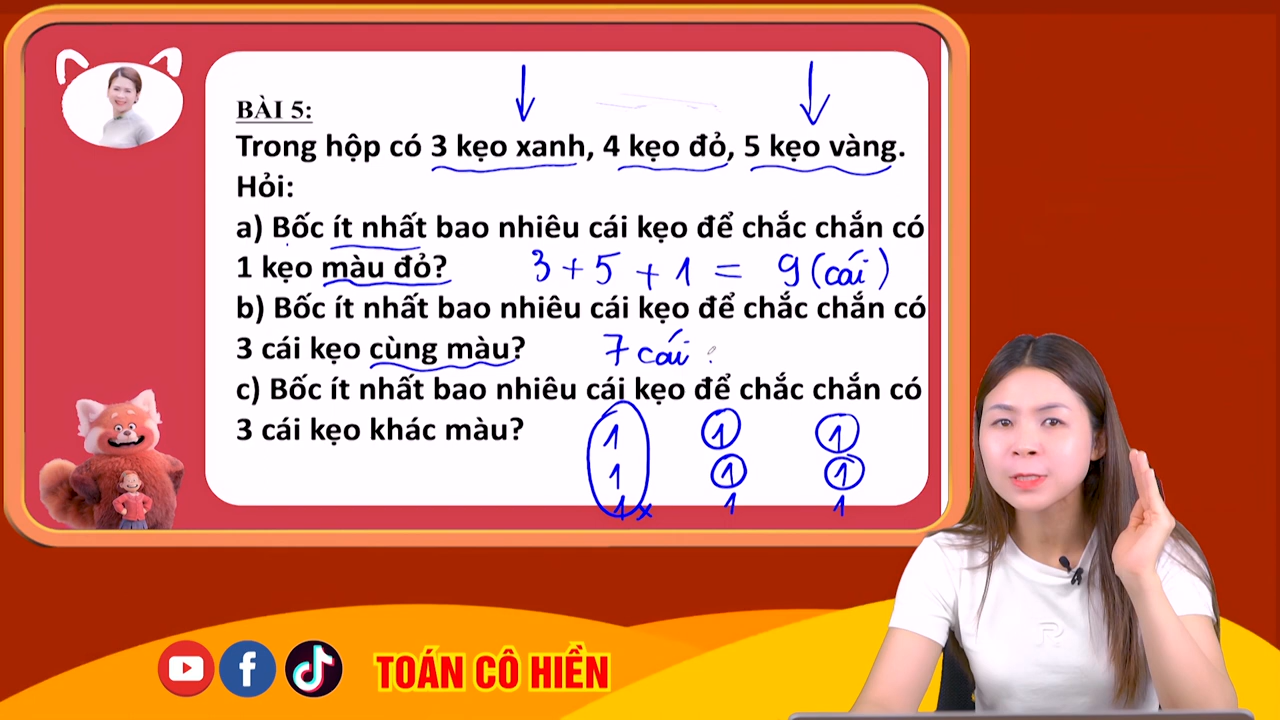 BÀI 5:
Trong hộp có 3 kẹo xanh, 4 kẹo đỏ, 5 kẹo vàng.
Hỏi:
a) Bốc ít nhất bao nhiêu cái kẹo để chắc chắn có
1 kẹo màu đỏ? 3 + 5 + 1 = 9 (cái)
b) Bốc ít nhất bao nhiêu cái kẹo để chắc chắn có
3 cái kẹo cùng màu? 7 cái
c) Bốc ít nhất bao nhiêu cái kẹo để chắc chắn có
3 cái kẹo khác màu? 1 1 1
1 1 1
1 x 1 1
TOÁN CÔ HIỀN